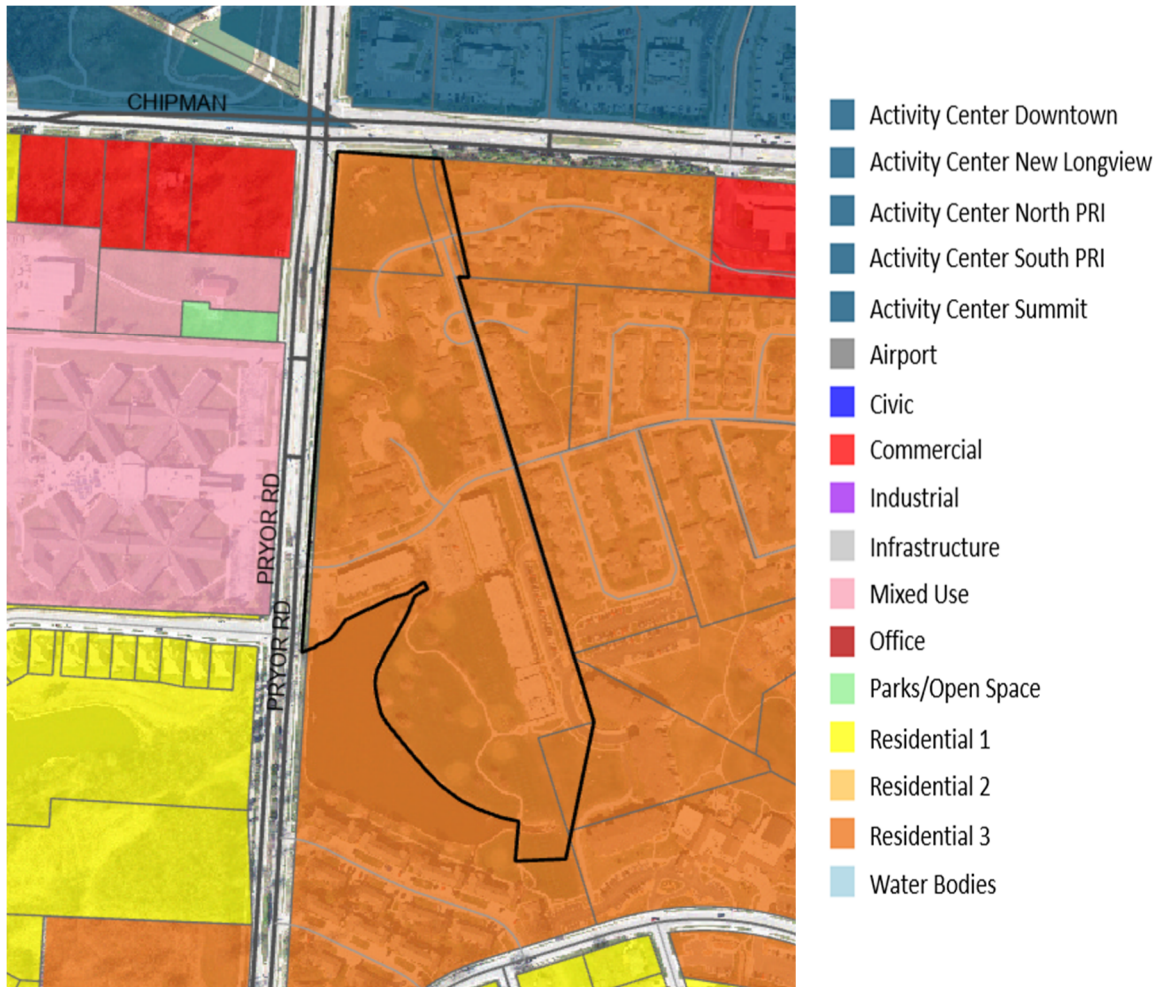 CHIPMAN
PRYOR RD
PRYOR RD
Activity Center Downtown
Activity Center New Longview
Activity Center North PRI
Activity Center South PRI
Activity Center Summit
Airport
Civic
Commercial
Industrial
Infrastructure
Mixed Use
Office
Parks/Open Space
Residential 1
Residential 2
Residential 3
Water Bodies